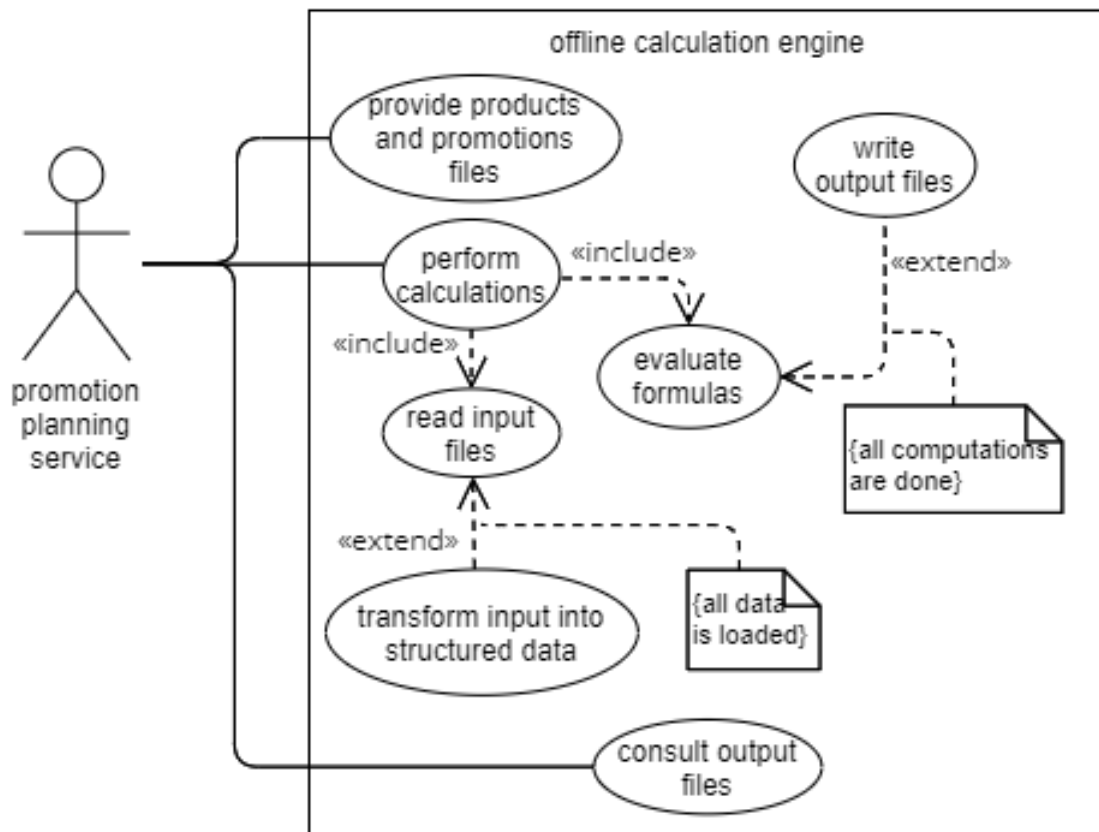 offline calculation engine
provide products
and promotions
files
write
output files
perform
calculations
«include»
«extend»
«include»
evaluate
formulas
promotion
planning
service
read input
files
{all computations
are done}
«extend»
transform input into
structured data
{all data
is loaded}
consult output
files